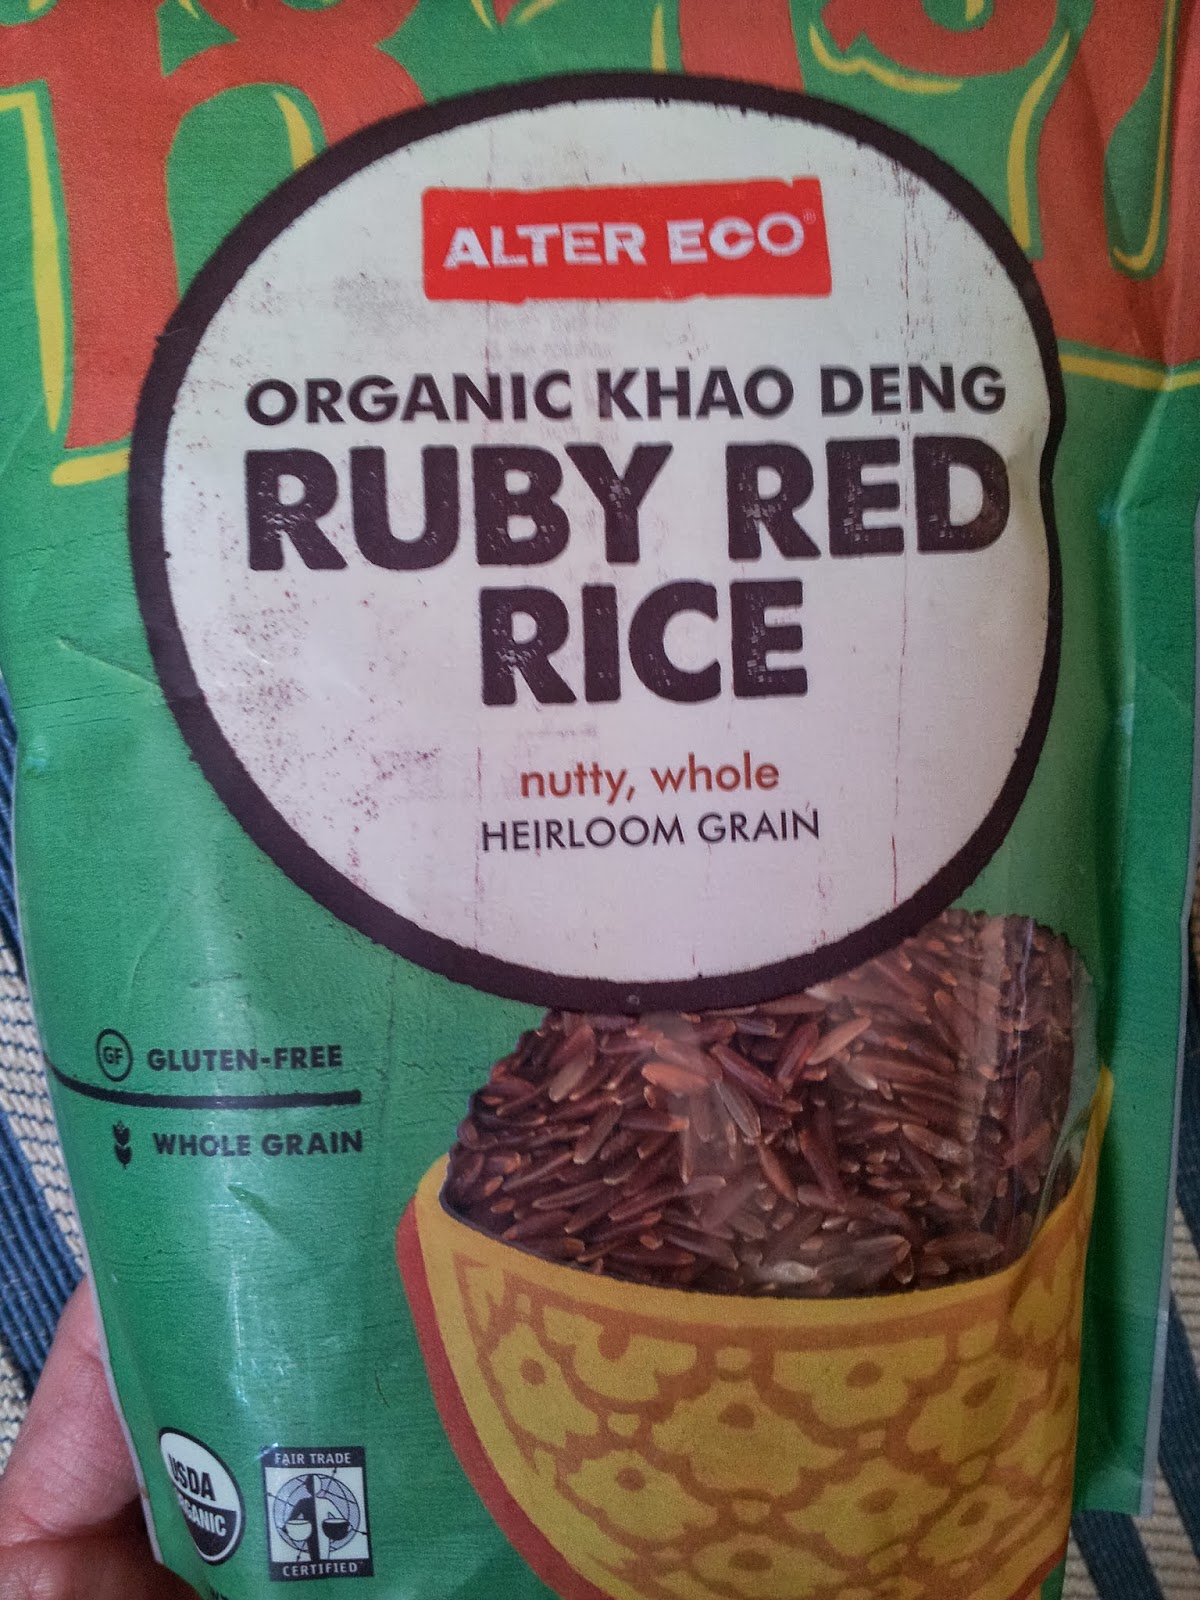 ALTER ECO®
ORGANIC KHAO DENG
RUBY RED
RICE
nutty, whole
HEIRLOOM GRAIN
GF GLUTEN-FREE
WHOLE GRAIN
USDA
ORGANIC
FAIR TRADE
CERTIFIED